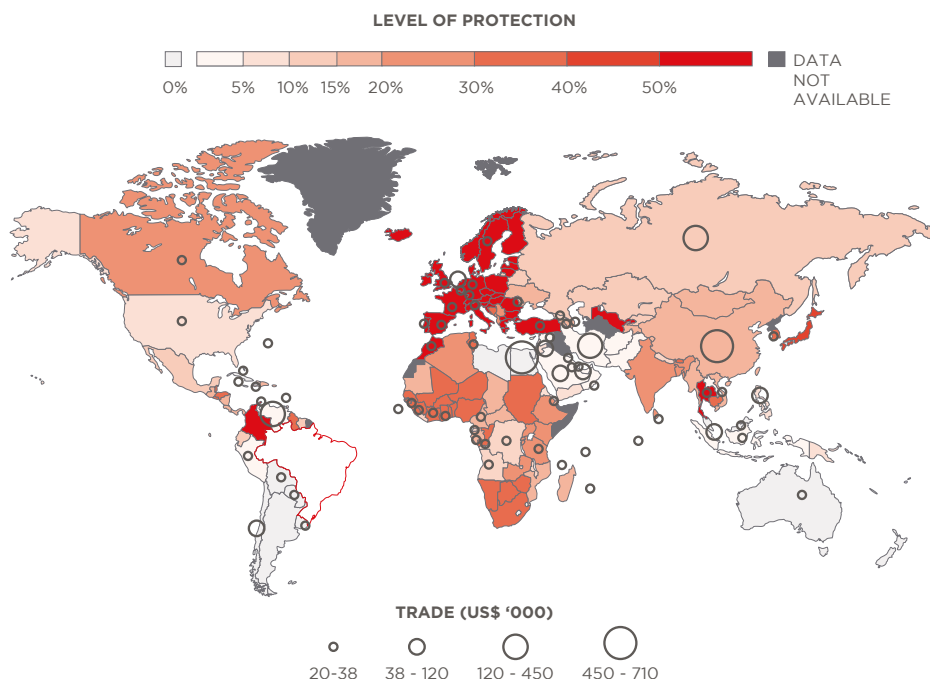 LEVEL OF PROTECTION
0% 5% 10% 15% 20% 30% 40% 50%
DATA
NOT
AVAILABLE
TRADE (US$ ‘000)
20-38 38 - 120 120 - 450 450 - 710